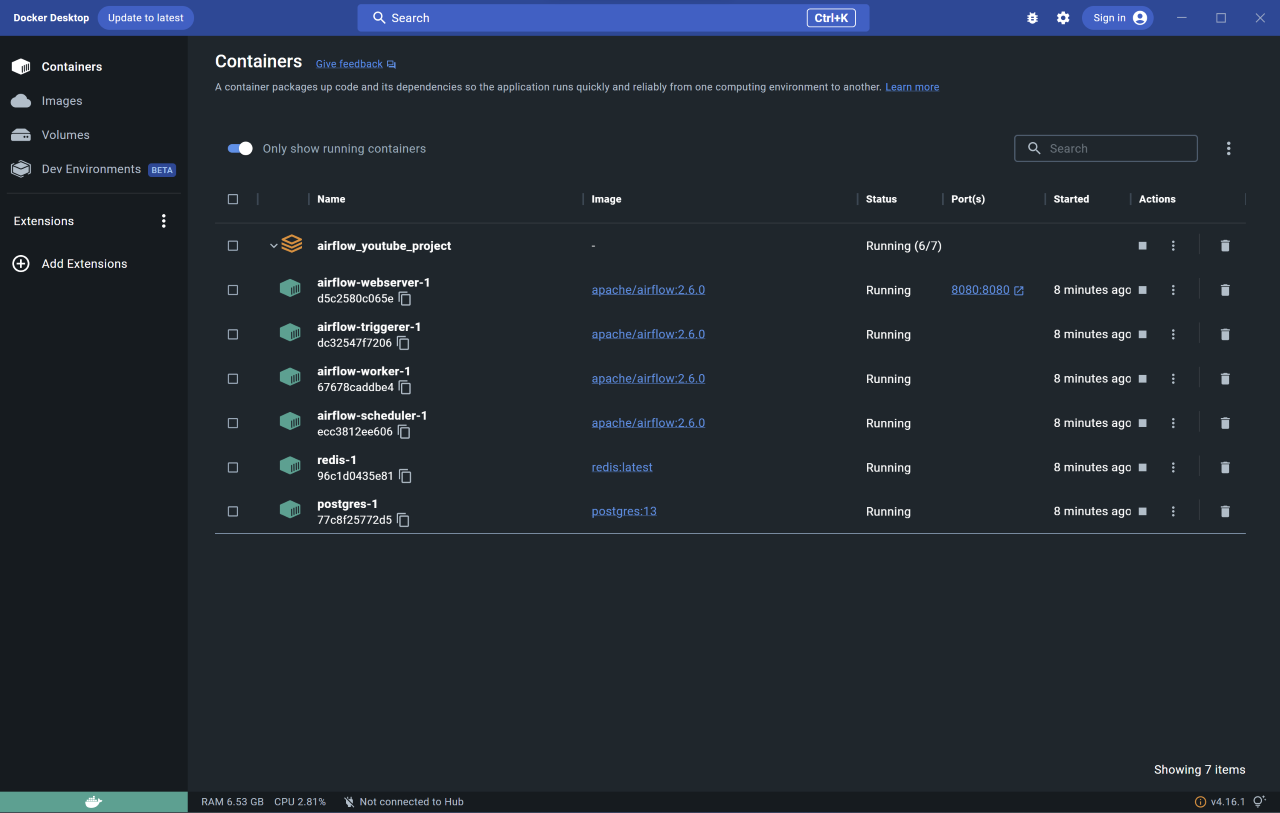 Docker Desktop Update to latest Search Ctrl+K Sign in
Containers
Images
Volumes
Dev Environments BETA
Extensions
Add Extensions
Containers Give feedback
A container packages up code and its dependencies so the application runs quickly and reliably from one computing environment to another. Learn more
Only show running containers Search
Name Image Status Port(s) Started Actions
airflow_youtube_project - Running (6/7)
airflow-webserver-1
d5c2580c065e apache/airflow:2.6.0 Running 8080:8080 8 minutes ago
airflow-triggerer-1
dc32547f7206 apache/airflow:2.6.0 Running 8 minutes ago
airflow-worker-1
67678caddbe4 apache/airflow:2.6.0 Running 8 minutes ago
airflow-scheduler-1
ecc3812ee606 apache/airflow:2.6.0 Running 8 minutes ago
redis-1
96c1d0435e81 redis:latest Running 8 minutes ago
postgres-1
77c8f25772d5 postgres:13 Running 8 minutes ago
Showing 7 items
RAM 6.53 GB CPU 2.81% Not connected to Hub v4.16.1